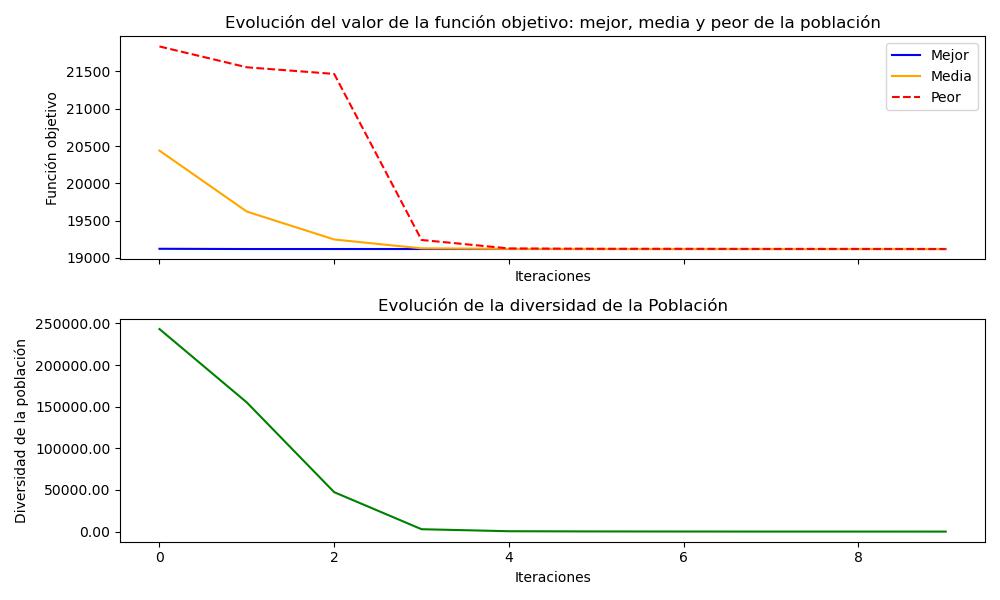 Evolución del valor de la función objetivo: mejor, media y peor de la población
Función objetivo
21500
21000
20500
20000
19500
19000
Mejor
Media
Peor
Iteraciones
Evolución de la diversidad de la Población
Diversidad de la población
250000.00
200000.00
150000.00
100000.00
50000.00
0.00
0 2 4 6 8
Iteraciones